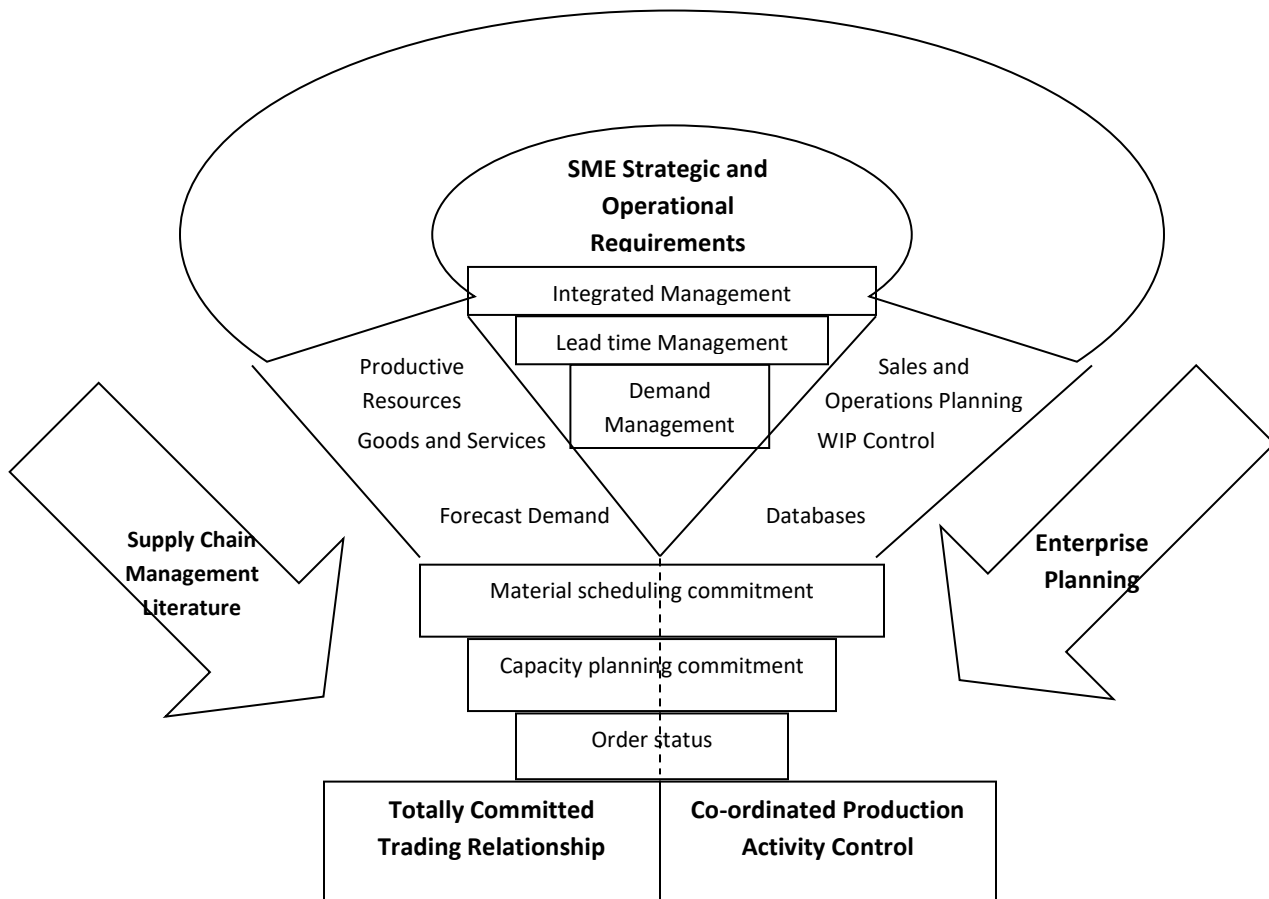 SME Strategic and
Operational
Requirements
Integrated Management
Lead time Management
Demand
Management
Productive
Resources
Goods and Services
Forecast Demand
Sales and
Operations Planning
WIP Control
Databases
Supply Chain
Management
Literature
Enterprise
Planning
Material scheduling commitment
Capacity planning commitment
Order status
Totally Committed
Trading Relationship
Co-ordinated Production
Activity Control